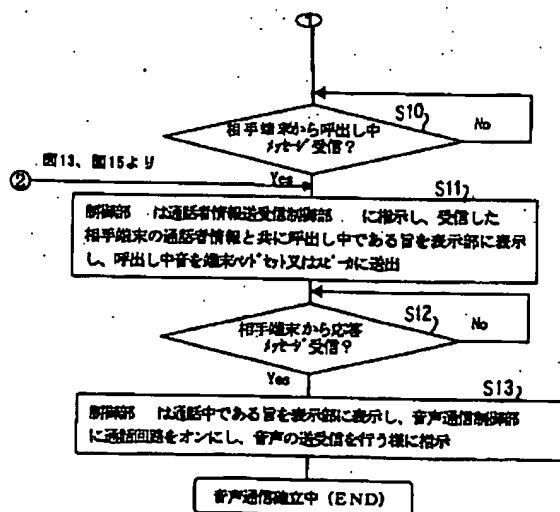 ①
S10
相手端末から呼出し中
ﾒｯｾｰｼﾞ受信？
No
図13、図15より
②
Yes
S11
制御部 は通話者情報送受信制御部 に指示し、受信した
相手端末の通話者情報と共に呼出し中である旨を表示部に表示
し、呼出し中音を端末ﾊﾝﾄﾞｾｯﾄ又はｽﾋﾟｰｶに送出
S12
相手端末から応答
ﾒｯｾｰｼﾞ受信？
No
Yes
S13
制御部 は通話中である旨を表示部に表示し、音声通信制御部
に通話回路をオンにし、音声の送受信を行う様に指示
音声通信確立中 (END)